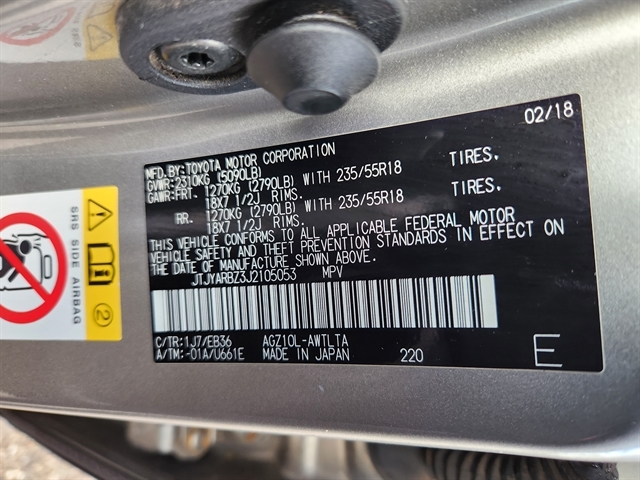 02/18
MFD.BY:TOYOTA MOTOR CORPORATION
GVWR:2310KG (5090LB)
GAWR:FRT. 1270KG (2790LB) WITH 235/55R18 TIRES.
18X7 1/2J RIMS.
RR. 1270KG (2790LB) WITH 235/55R18 TIRES.
18X7 1/2J RIMS.
THIS VEHICLE CONFORMS TO ALL APPLICABLE FEDERAL MOTOR
VEHICLE SAFETY AND THEFT PREVENTION STANDARDS IN EFFECT ON
THE DATE OF MANUFACTURE SHOWN ABOVE.
JTJYARBZ3J2105053 MPV
C/TR:1J7/EB36 AGZ10L-AWTLTA
A/TM:-01A/U661E MADE IN JAPAN 220 E
SRS SIDE AIRBAG
2